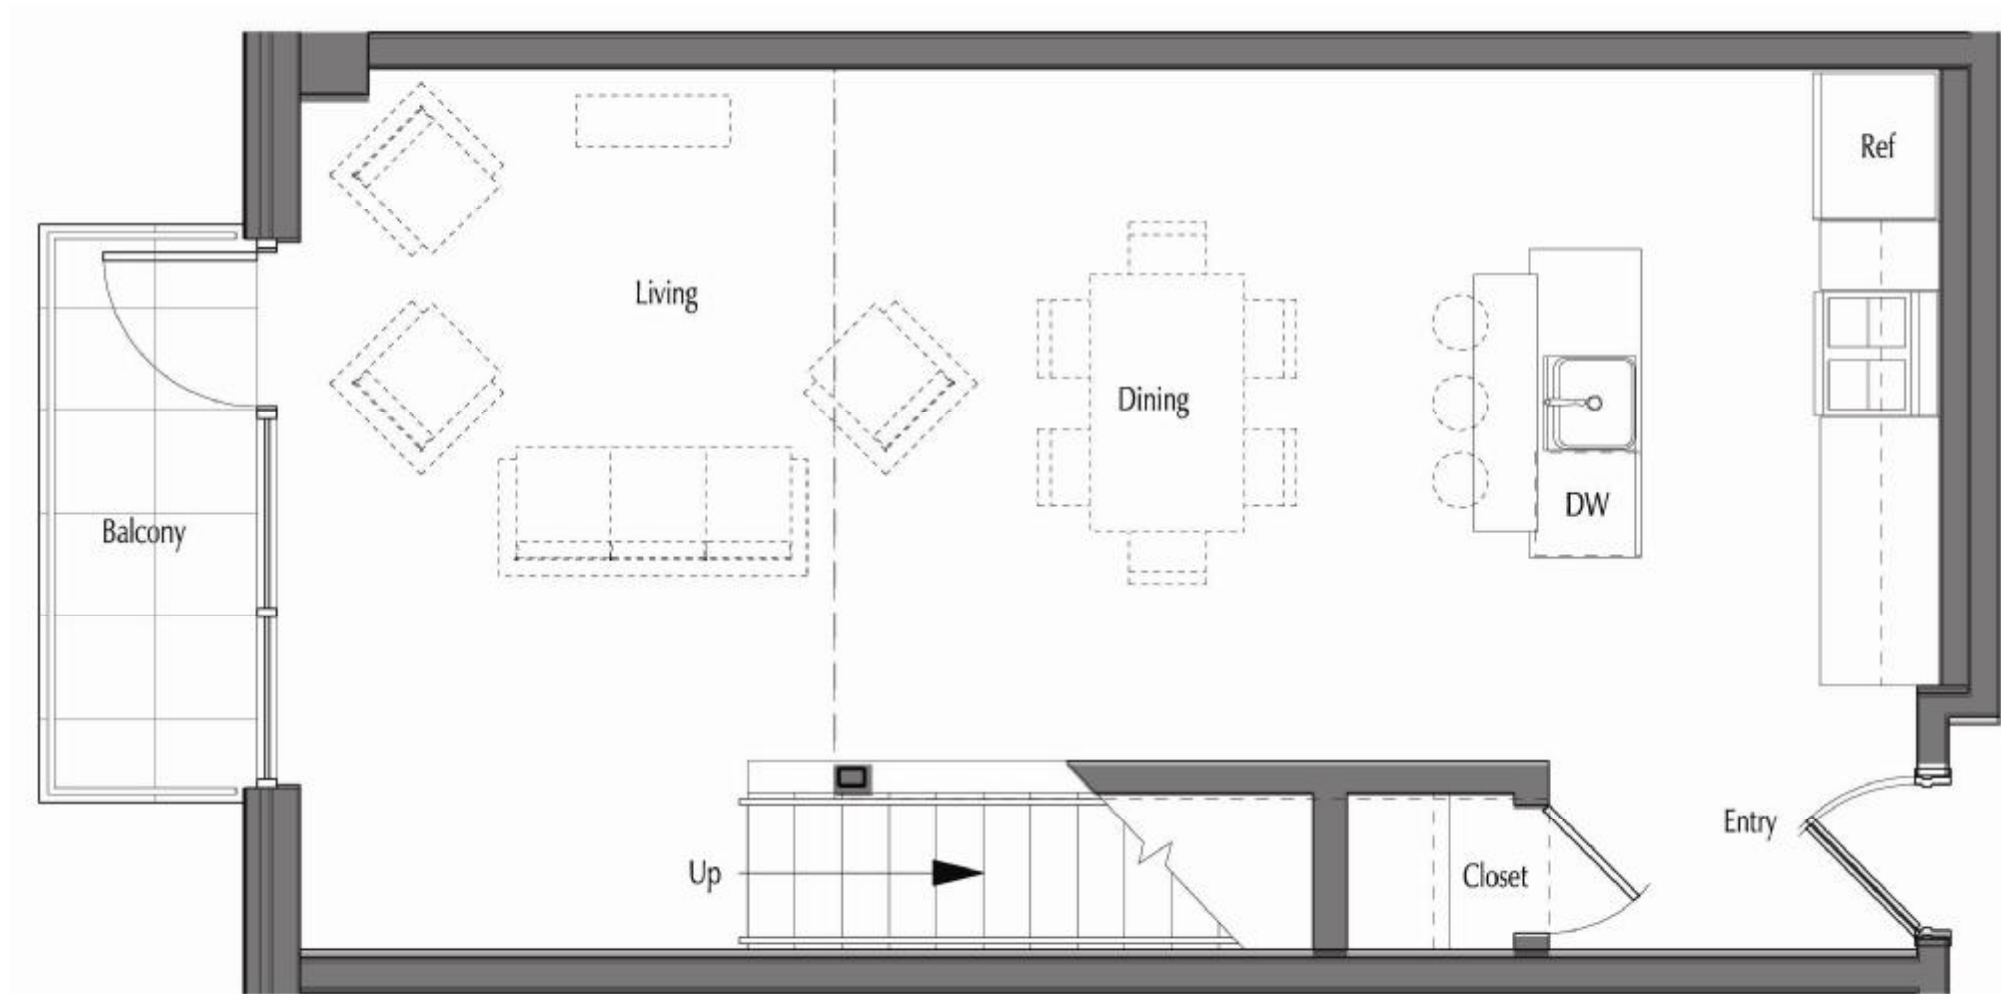 Ref
Living
Dining
DW
Balcony
Entry
Up
Closet